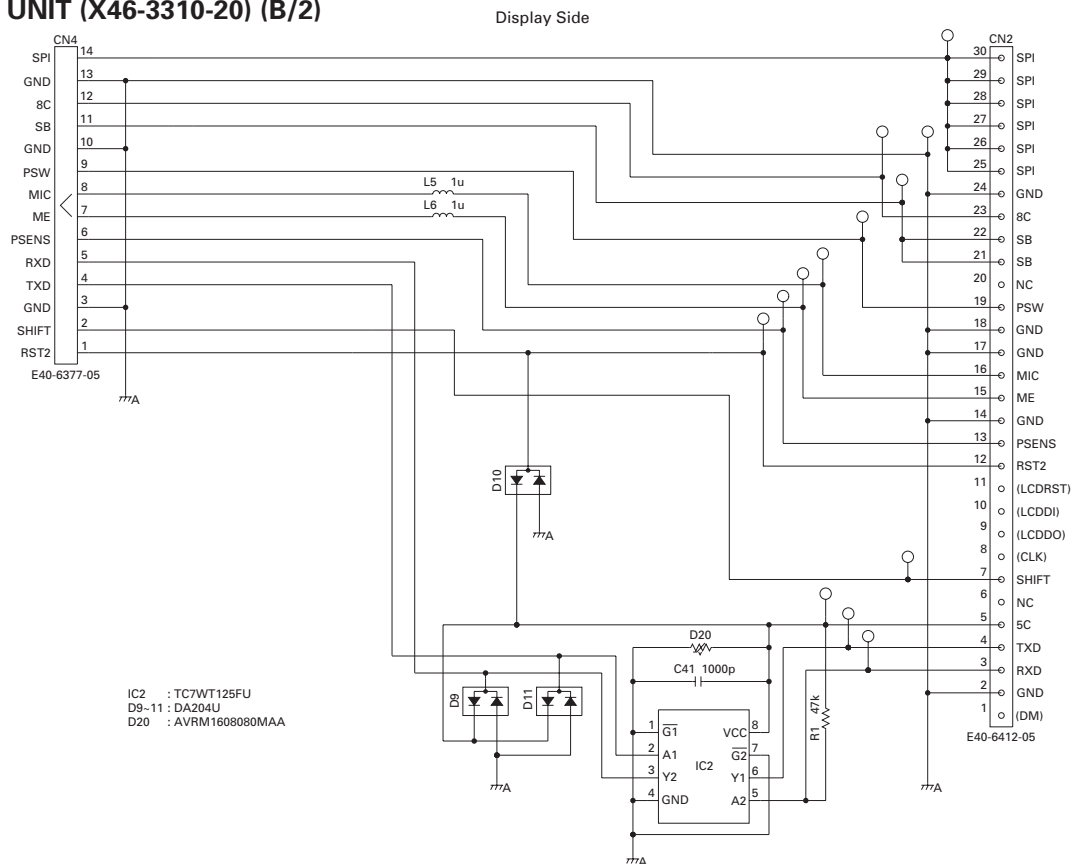 UNIT (X46-3310-20) (B/2)
Display Side
CN4
SPI 14
GND 13
8C 12
SB 11
GND 10
PSW 9
MIC 8
ME 7
PSENS 6
RXD 5
TXD 4
GND 3
SHIFT 2
RST2 1
E40-6377-05
A
L5 1u
L6 1u
CN2
30 SPI
29 SPI
28 SPI
27 SPI
26 SPI
25 SPI
24 GND
23 8C
22 SB
21 SB
20 NC
19 PSW
18 GND
17 GND
16 MIC
15 ME
14 GND
13 PSENS
12 RST2
11 (LCDRST)
10 (LCDDI)
9 (LCDDO)
8 (CLK)
7 SHIFT
6 NC
5 5C
4 TXD
3 RXD
2 GND
1 (DM)
E40-6412-05
A
D10
A
D20
C41 1000p
D9
D11
A
R1 47k
1 G1
2 A1
3 Y2
4 GND
IC2
VCC 8
G2 7
Y1 6
A2 5
A
IC2 : TC7WT125FU
D9~11 : DA204U
D20 : AVRM1608080MAA